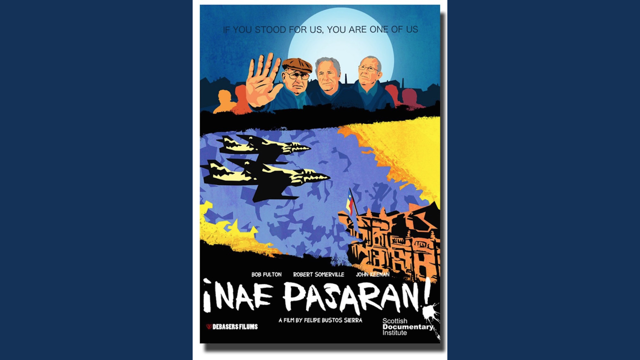 IF YOU STOOD FOR US, YOU ARE ONE OF US
BOB FULTON ROBERT SOMERVILLE JOHN KEENAN
¡NAE PASARAN!
A FILM BY FELIPE BUSTOS SIERRA
DEBASERS FILUMS
Scottish
Documentary
Institute